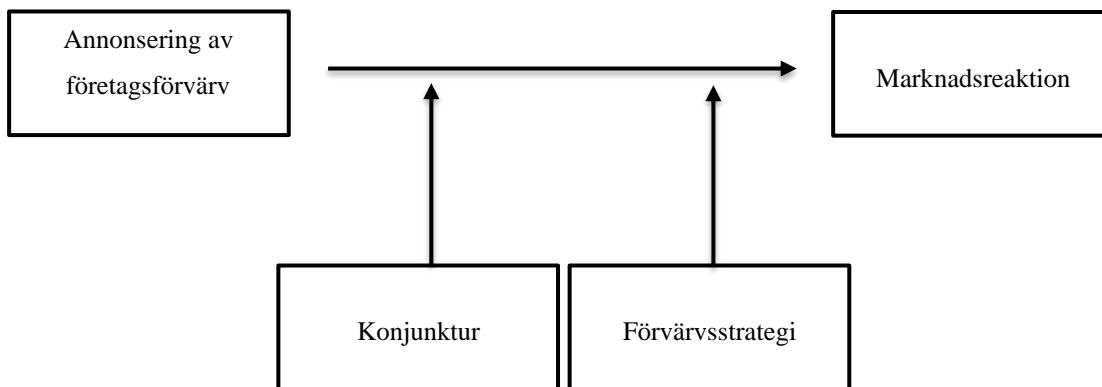 Annonsering av
företagsförvärv
Marknadsreaktion
Konjunktur
Förvärvsstrategi